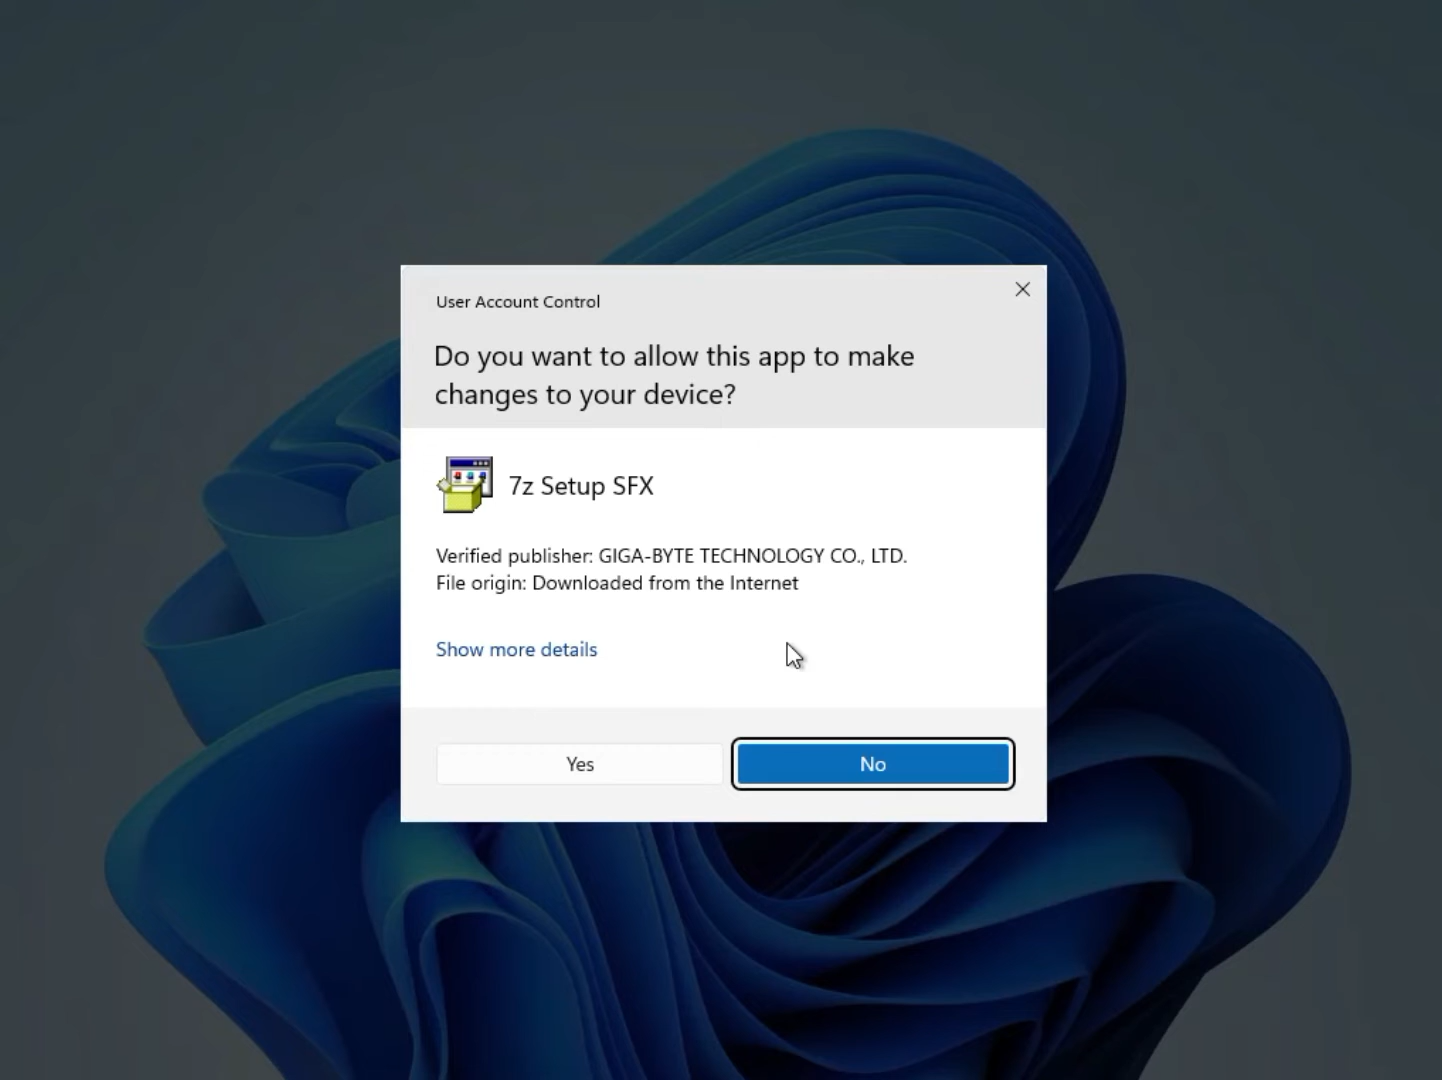 User Account Control
Do you want to allow this app to make
changes to your device?
7z Setup SFX
Verified publisher: GIGA-BYTE TECHNOLOGY CO., LTD.
File origin: Downloaded from the Internet
Show more details
Yes
No